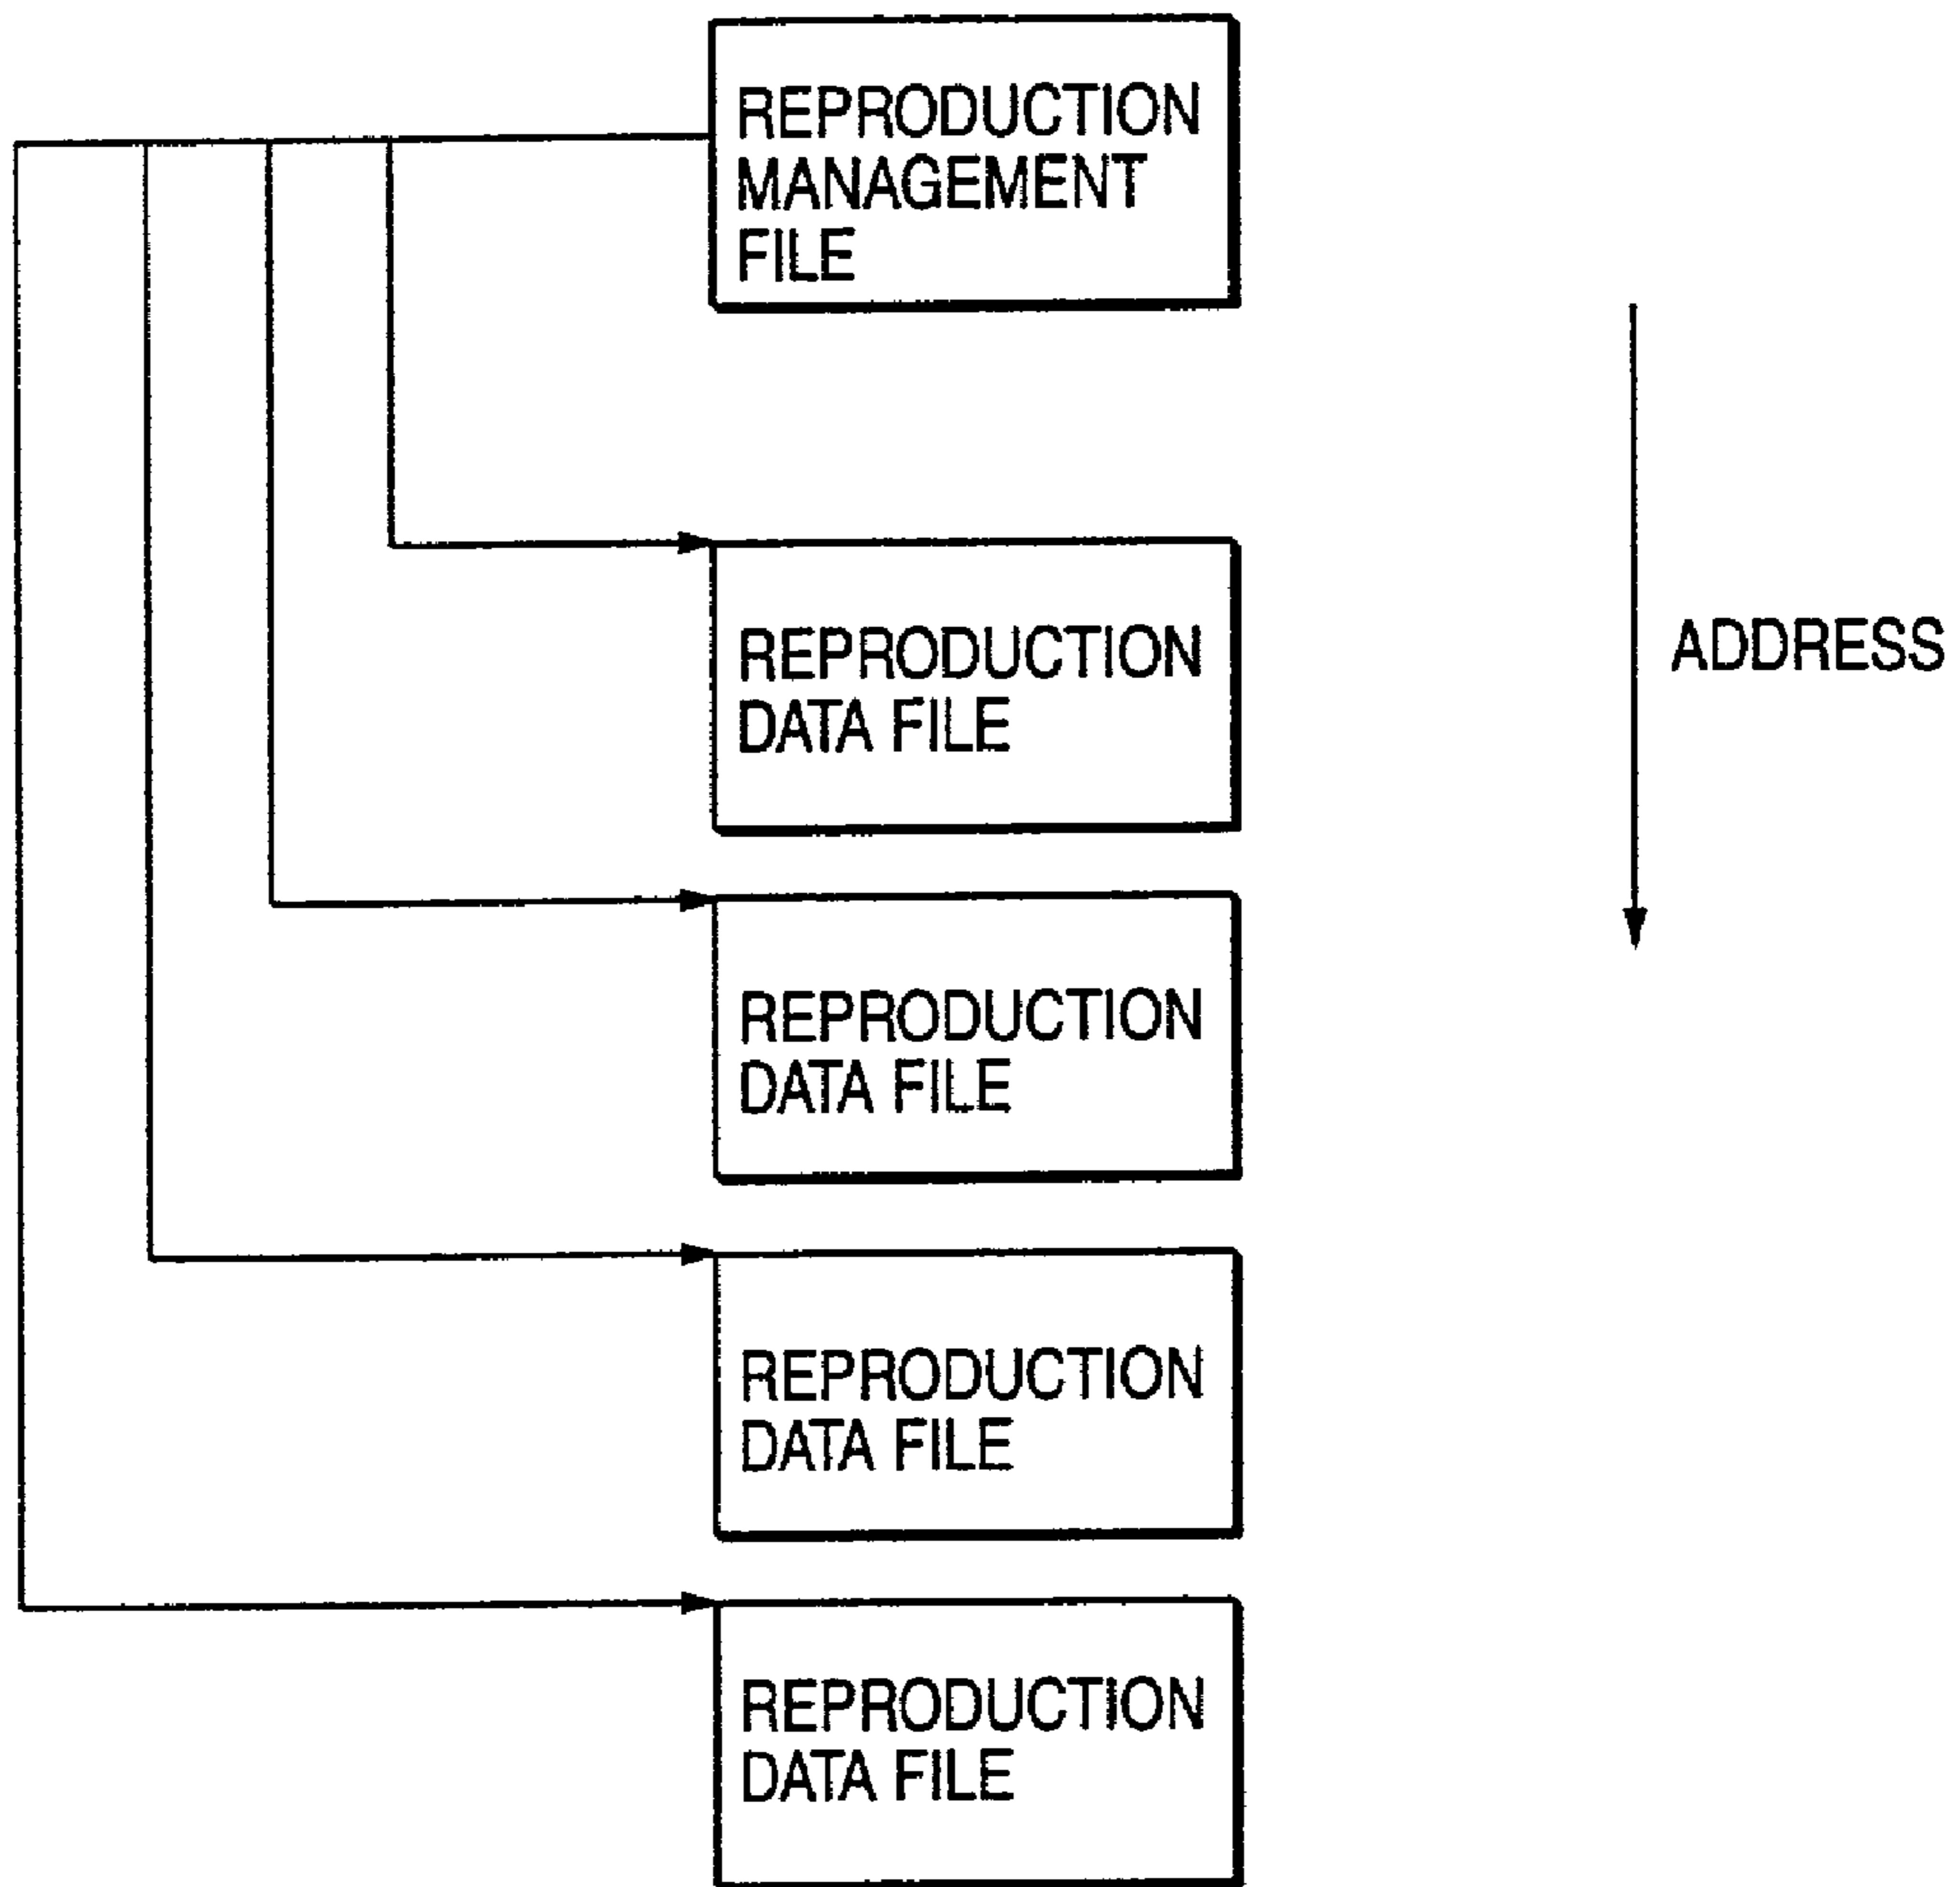 REPRODUCTION
MANAGEMENT
FILE
REPRODUCTION
DATA FILE
ADDRESS
REPRODUCTION
DATA FILE
REPRODUCTION
DATA FILE
REPRODUCTION
DATA FILE